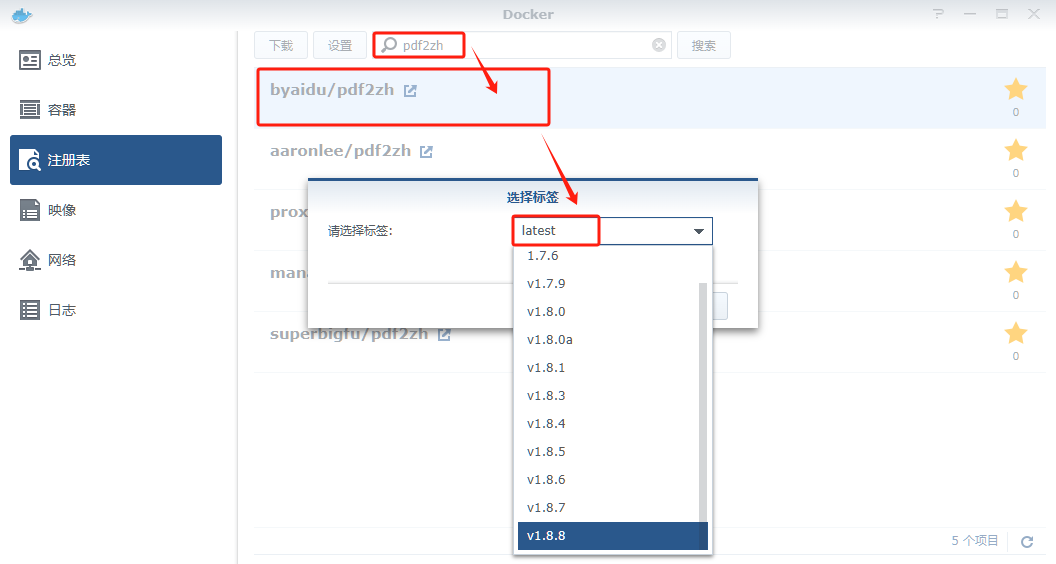 Docker
总览
容器
注册表
映像
网络
日志
下载 设置 pdf2zh 搜索
byaidu/pdf2zh
0
aaronlee/pdf2zh
0
选择标签
prox
0
请选择标签: latest
1.7.6
mana
v1.7.9
0
v1.8.0
superbigfu/pdf2zh
v1.8.0a
0
v1.8.1
v1.8.3
v1.8.4
v1.8.5
v1.8.6
v1.8.7
v1.8.8
5 个项目